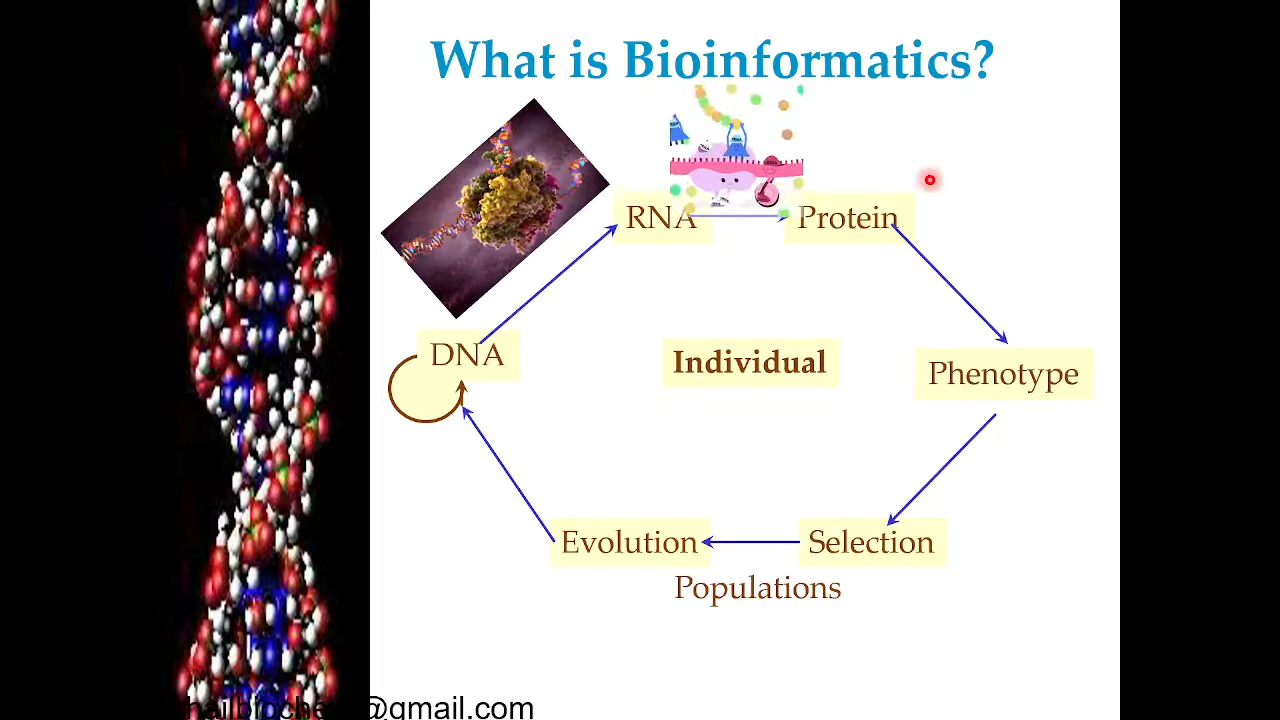 What is Bioinformatics?
RNA
Protein
DNA
Individual
Phenotype
Evolution
Selection
Populations
@gmail.com